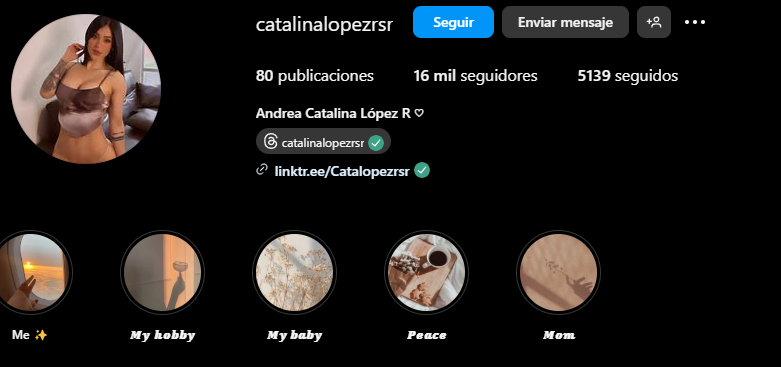 catalinalopezrsr Seguir Enviar mensaje
80 publicaciones 16 mil seguidores 5139 seguidos
Andrea Catalina López R ♡
catalinalopezrsr
linktr.ee/Catalopezrsr
Me ✨ My hobby My baby Peace Mom